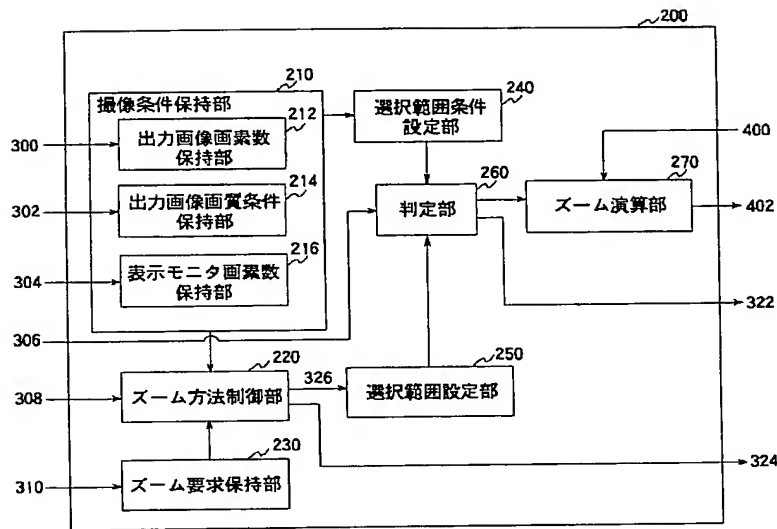 200
210
撮像条件保持部
212
出力画像画素数
保持部
300
214
出力画像画質条件
保持部
302
216
表示モニタ画素数
保持部
304
306
240
選択範囲条件
設定部
260
判定部
400
270
ズーム演算部
402
322
220
ズーム方法制御部
308
326
250
選択範囲設定部
324
230
ズーム要求保持部
310